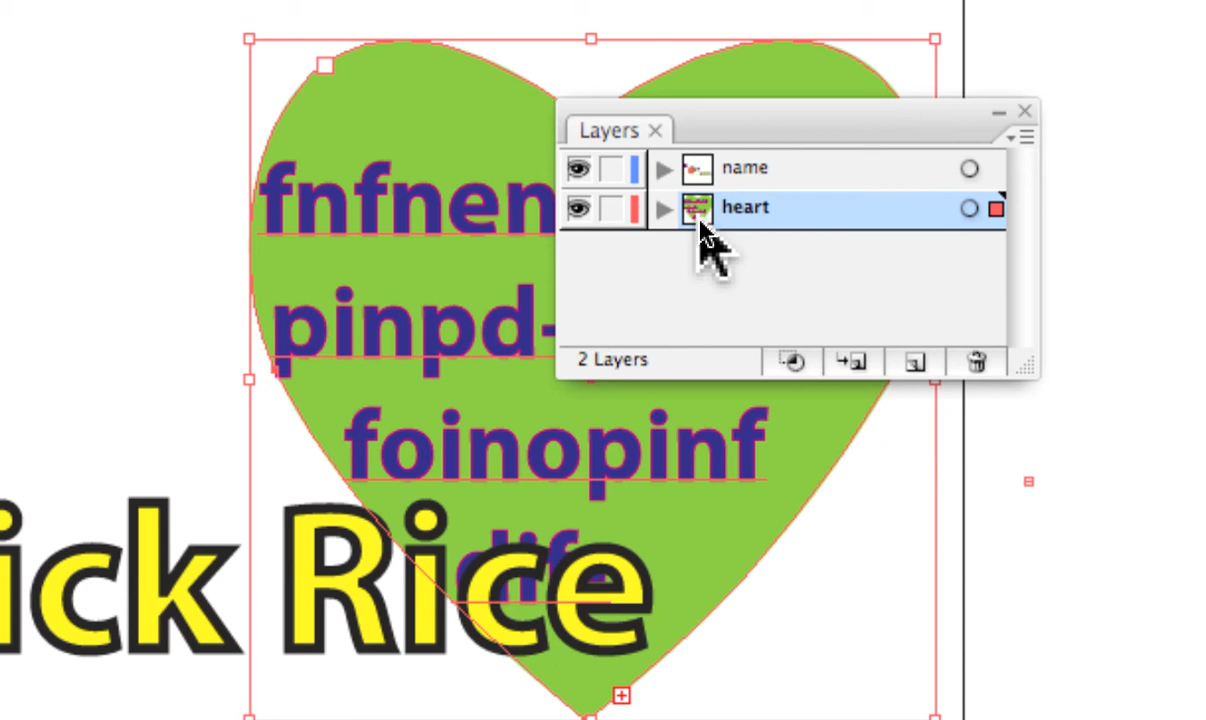 fnfnen
pinpd-
foinopinf
ick Rice
Layers
name
heart
2 Layers